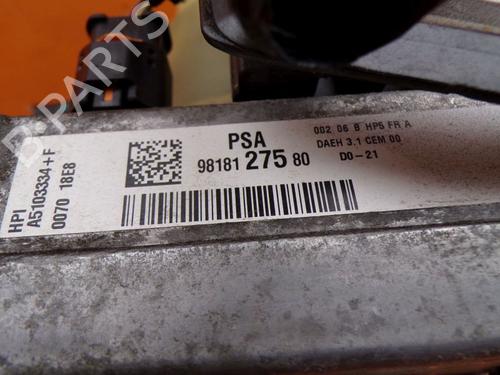 HPI
A5103334+F
0070 18E8
PSA
98181 275 80
002 06 B HP5 FR A
DAEH 3.1 CEM 00
D0-21
B-PARTS